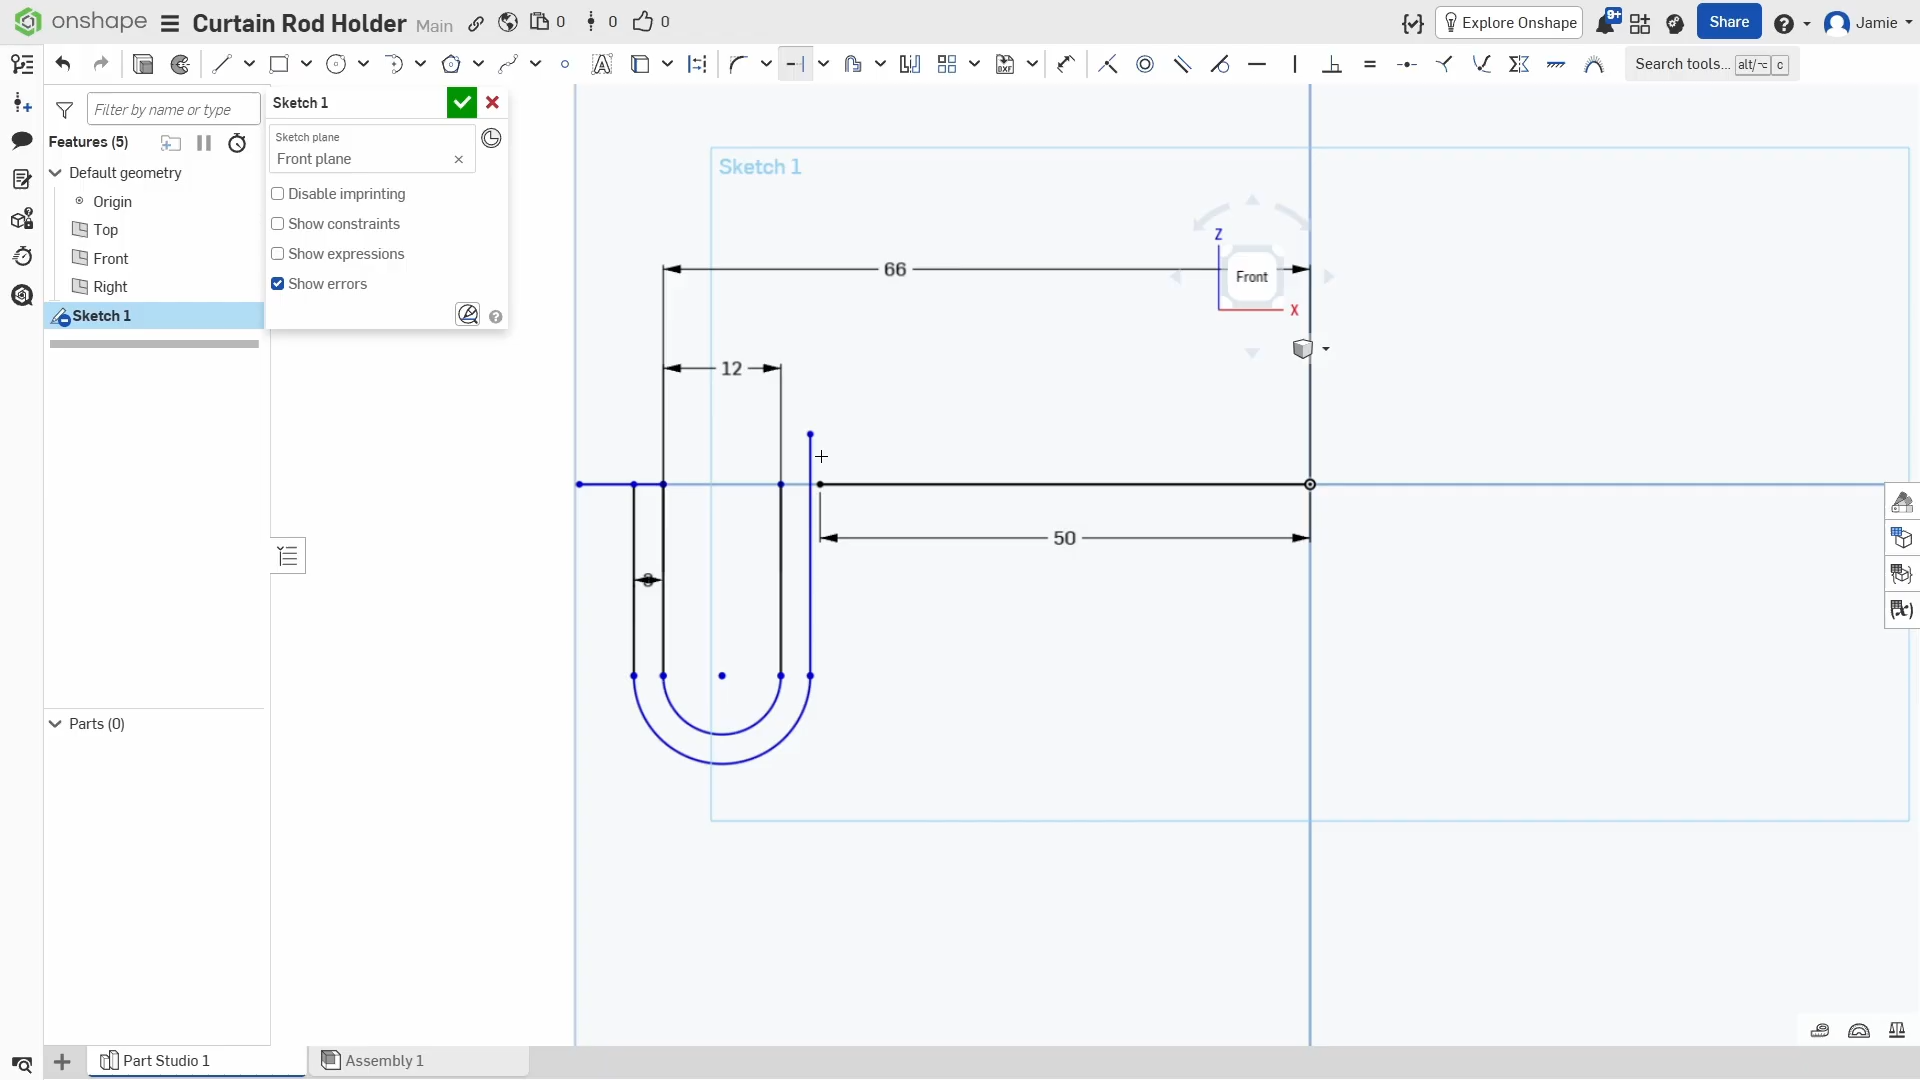 onshape Curtain Rod Holder Main 0 0 0 Explore Onshape 9+ Share Jamie
Search tools... alt/⌥ c
Filter by name or type
Features (5)
Default geometry
Origin
Top
Front
Right
Sketch 1
Sketch 1
Sketch plane
Front plane
Disable imprinting
Show constraints
Show expressions
Show errors
Sketch 1
Z
Front
X
66
12
50
3
Parts (0)
Part Studio 1
Assembly 1